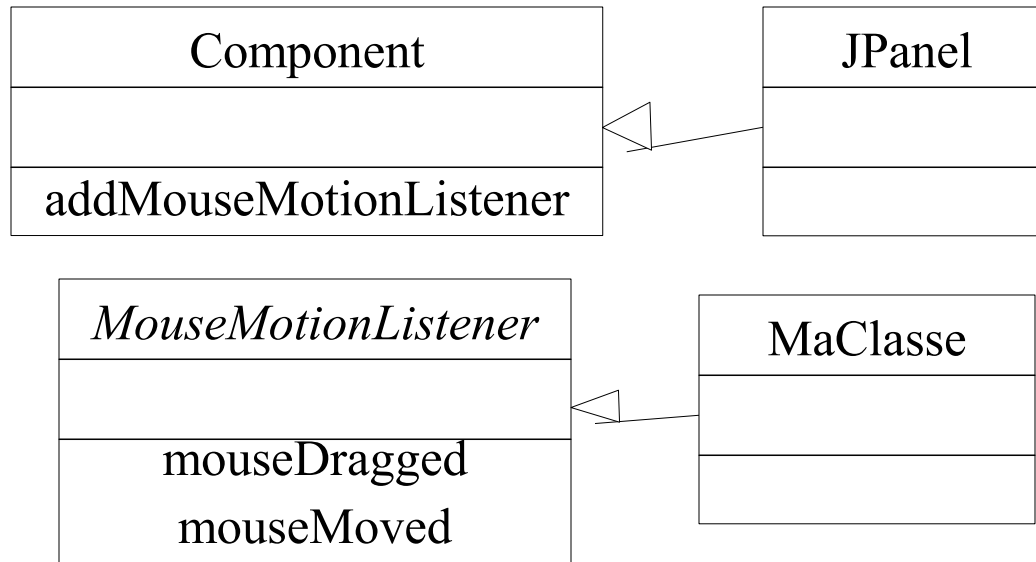 Component
JPanel
addMouseMotionListener
MouseMotionListener
MaClasse
mouseDragged
mouseMoved